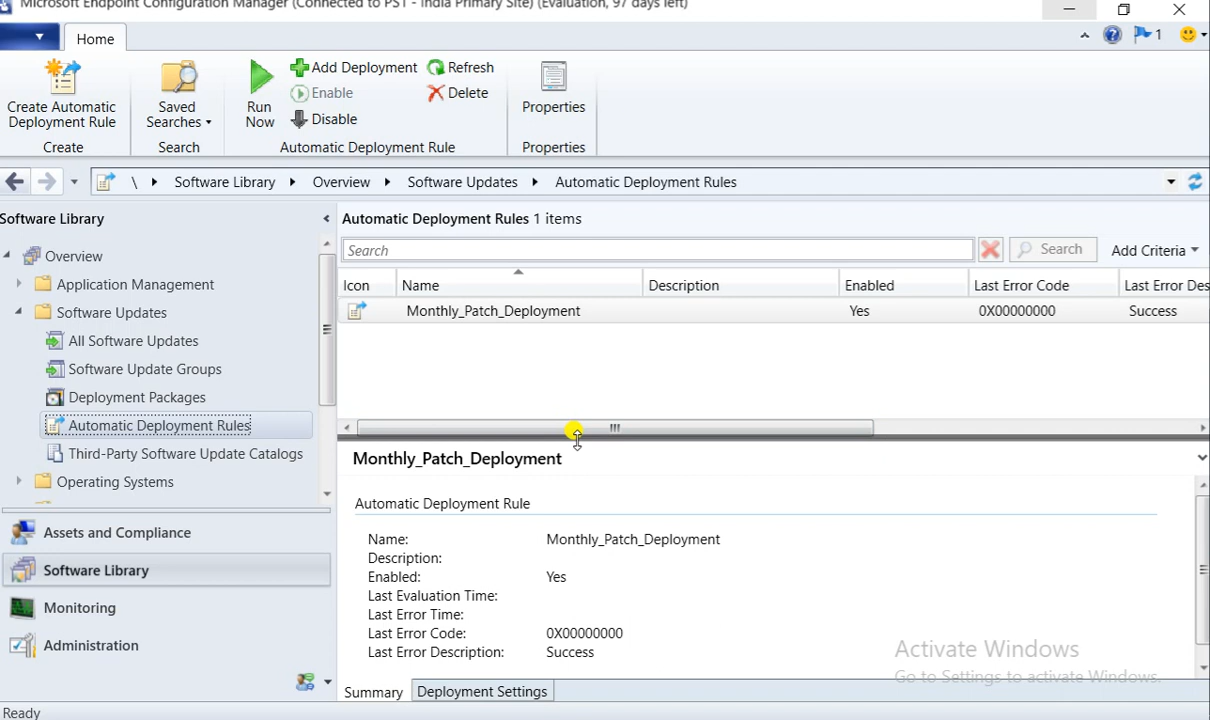 Microsoft Endpoint Configuration Manager (Connected to PS1 - India Primary Site) (Evaluation, 97 days left)
Home
1
Create Automatic
Deployment Rule
Saved
Searches
Run
Now
Add Deployment
Enable
Disable
Refresh
Delete
Properties
Create
Search
Automatic Deployment Rule
Properties
\ Software Library Overview Software Updates Automatic Deployment Rules
Software Library
Overview
Application Management
Software Updates
All Software Updates
Software Update Groups
Deployment Packages
Automatic Deployment Rules
Third-Party Software Update Catalogs
Operating Systems
Assets and Compliance
Software Library
Monitoring
Administration
Automatic Deployment Rules 1 items
Search
Search
Add Criteria
Icon Name Description Enabled Last Error Code Last Error Des
Monthly_Patch_Deployment Yes 0X00000000 Success
Monthly_Patch_Deployment
Automatic Deployment Rule
Name: Monthly_Patch_Deployment
Description:
Enabled: Yes
Last Evaluation Time:
Last Error Time:
Last Error Code: 0X00000000
Last Error Description: Success
Activate Windows
Go to Settings to activate Windows.
Summary Deployment Settings
Ready